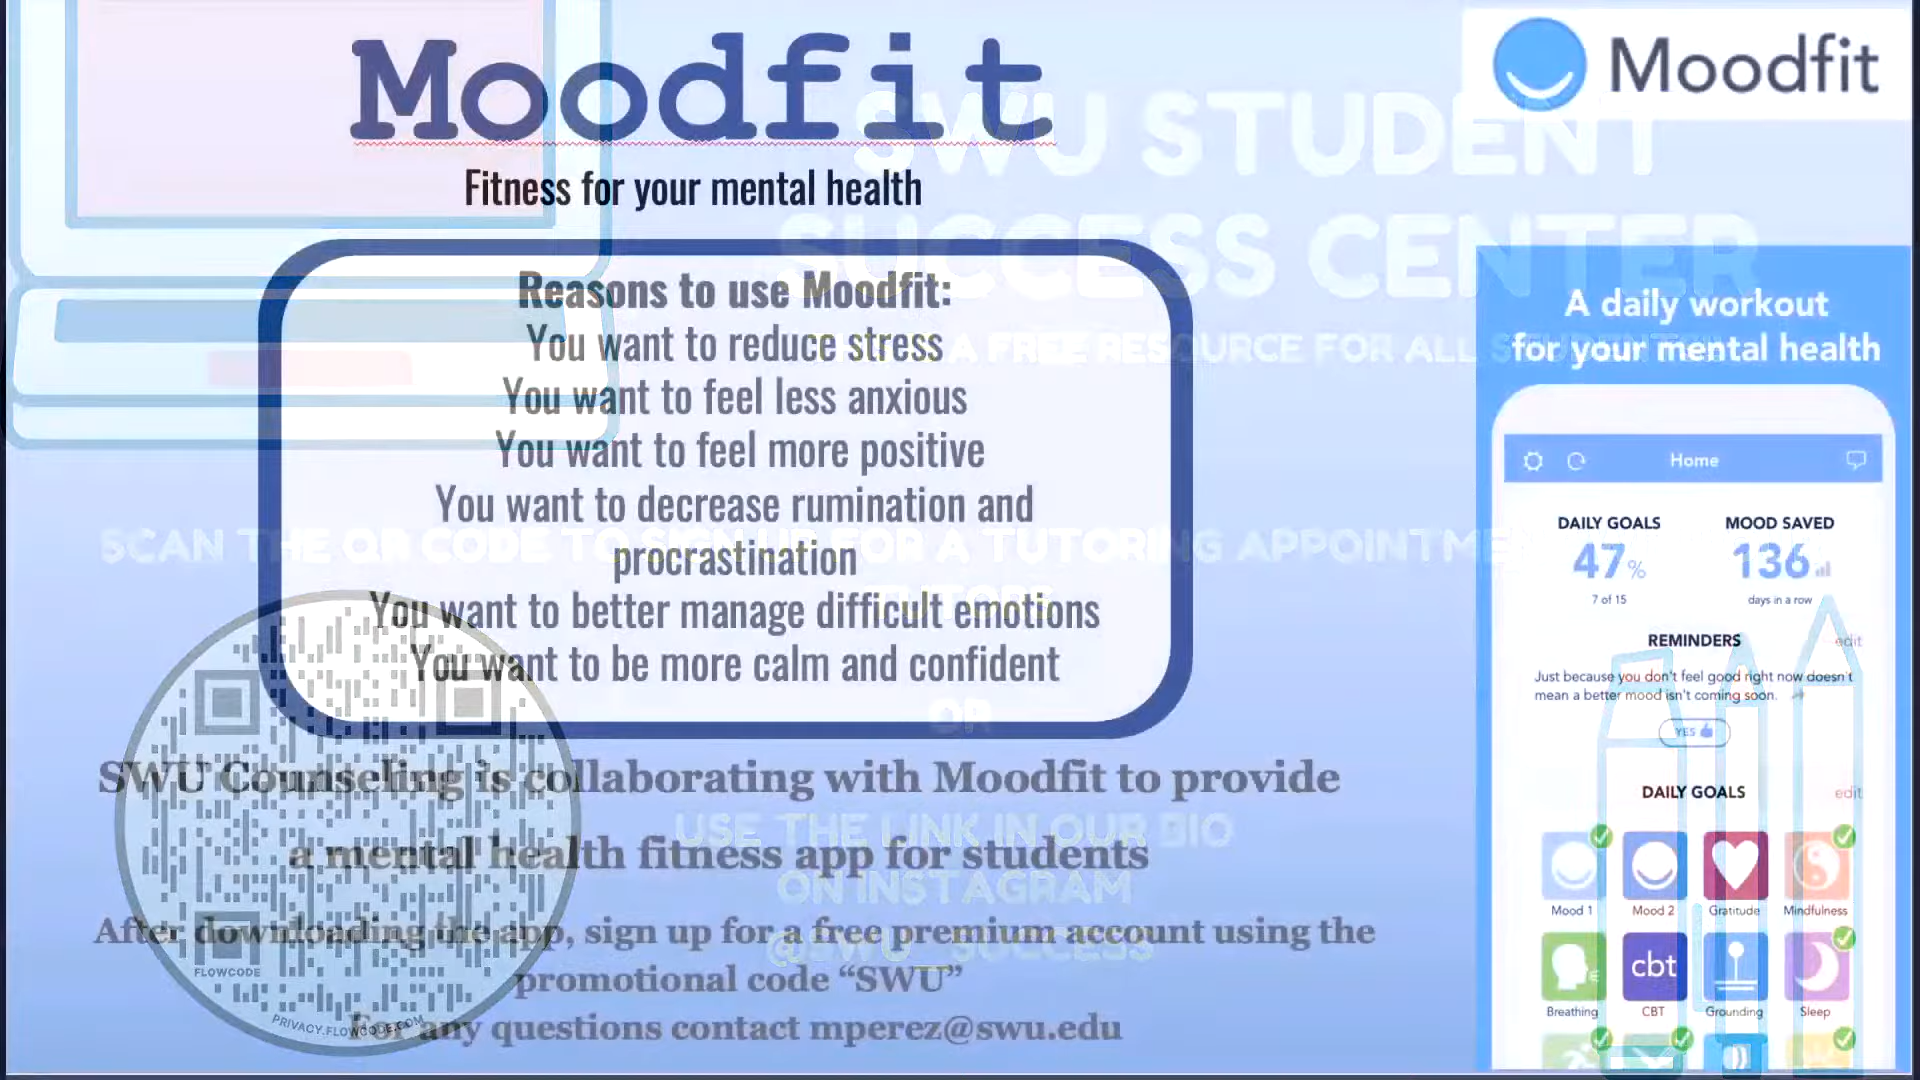 Moodfit
Moodfit
Fitness for your mental health
SWU STUDENT
SUCCESS CENTER
Reasons to use Moodfit:
You want to reduce stress
You want to feel less anxious
You want to feel more positive
You want to decrease rumination and
procrastination
You want to better manage difficult emotions
You want to be more calm and confident
A FREE RESOURCE FOR ALL
SCAN THE QR CODE TO SIGN UP FOR A TUTORING
TUTORS
OR
USE THE LINK IN OUR BIO
ON INSTAGRAM
@SWU_SUCCESS
SWU Counseling is collaborating with Moodfit to provide
a mental health fitness app for students
After downloading the app, sign up for a free premium account using the
promotional code “SWU”
For any questions contact mperez@swu.edu
FLOWCODE
PRIVACY.FLOWCODE.COM
A daily workout
for your mental health
Home
DAILY GOALS MOOD SAVED
47% 136
7 of 15 days in a row
REMINDERS edit
Just because you don't feel good right now doesn't
mean a better mood isn't coming soon.
YES
DAILY GOALS edit
Mood 1 Mood 2 Gratitude Mindfulness
cbt
Breathing CBT Grounding Sleep